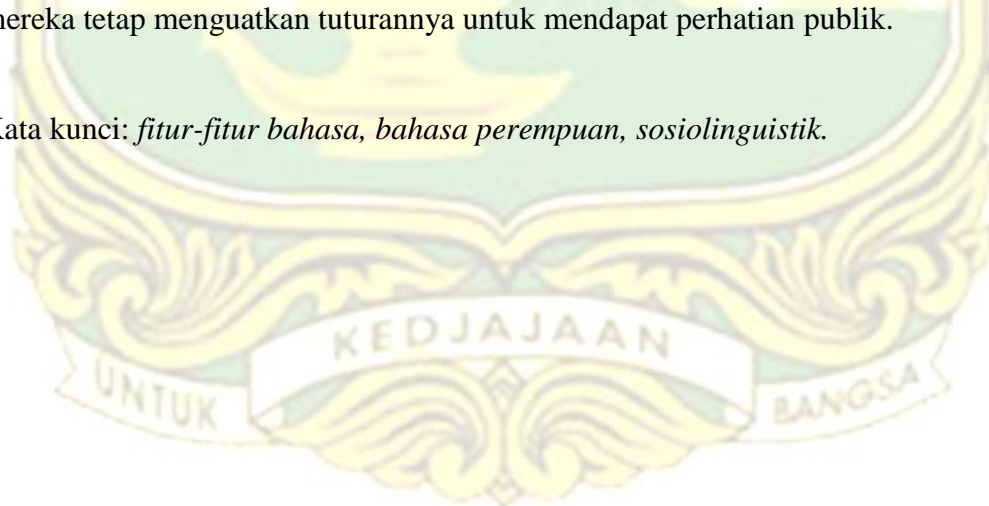 mereka tetap menguatkan tuturannya untuk mendapat perhatian publik.
Kata kunci: fitur-fitur bahasa, bahasa perempuan, sosiolinguistik.
UNTUK KEDJAJAAN BANGSA